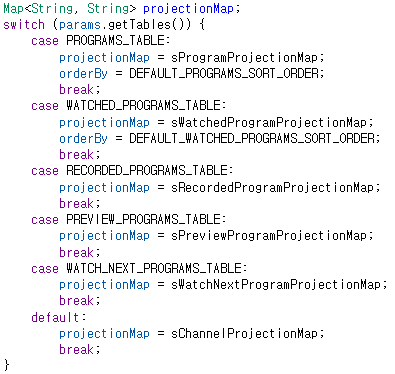 Map<String, String> projectionMap;
switch (params.getTables()) {
    case PROGRAMS_TABLE:
        projectionMap = sProgramProjectionMap;
        orderBy = DEFAULT_PROGRAMS_SORT_ORDER;
        break;
    case WATCHED_PROGRAMS_TABLE:
        projectionMap = sWatchedProgramProjectionMap;
        orderBy = DEFAULT_WATCHED_PROGRAMS_SORT_ORDER;
        break;
    case RECORDED_PROGRAMS_TABLE:
        projectionMap = sRecordedProgramProjectionMap;
        break;
    case PREVIEW_PROGRAMS_TABLE:
        projectionMap = sPreviewProgramProjectionMap;
        break;
    case WATCH_NEXT_PROGRAMS_TABLE:
        projectionMap = sWatchNextProgramProjectionMap;
        break;
    default:
        projectionMap = sChannelProjectionMap;
        break;
}